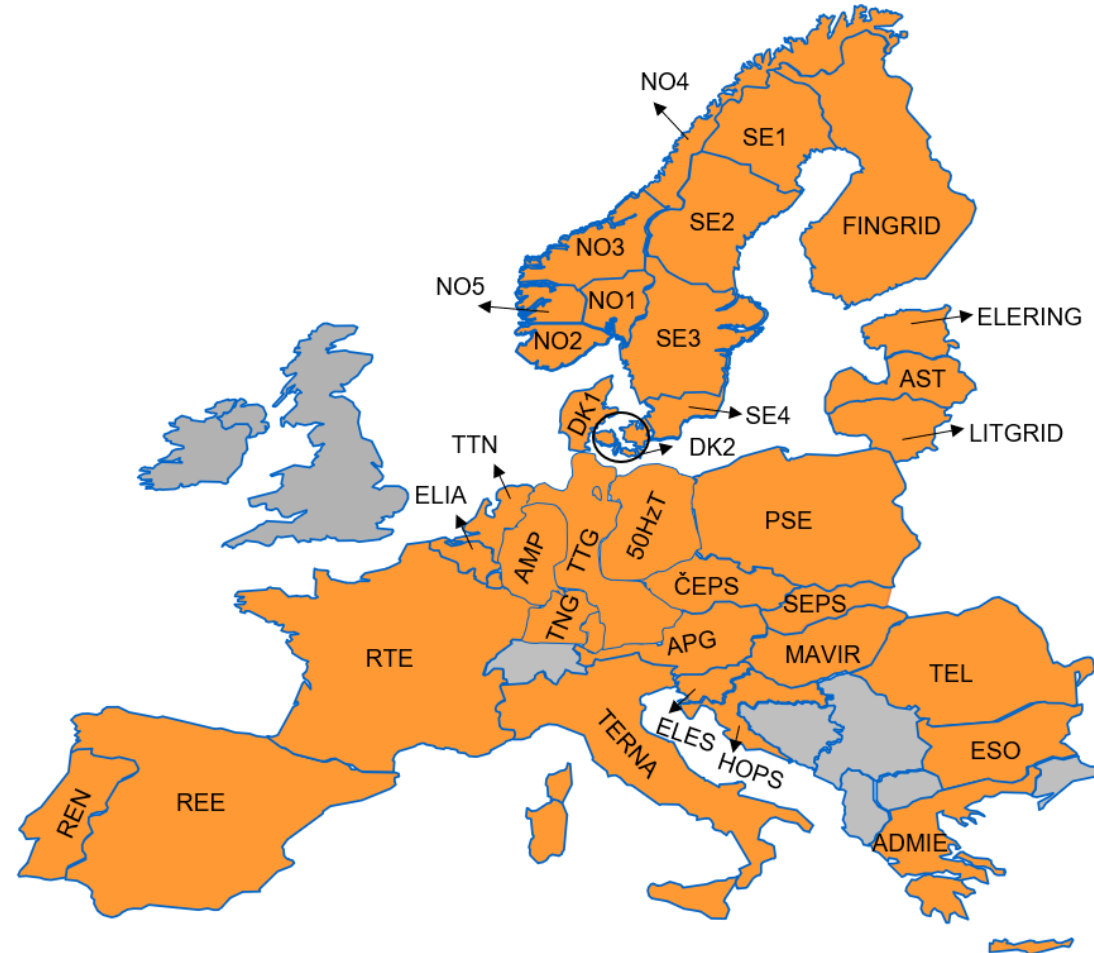 NO4
SE1
SE2
FINGRID
NO3
NO5
NO1
ELERING
NO2
SE3
AST
DK1
SE4
LITGRID
TTN
DK2
ELIA
PSE
50HzT
AMP
TTG
ČEPS
SEPS
TNG
APG
MAVIR
RTE
TEL
ELES
TERNA
ESO
HOPS
REE
REN
ADMIE